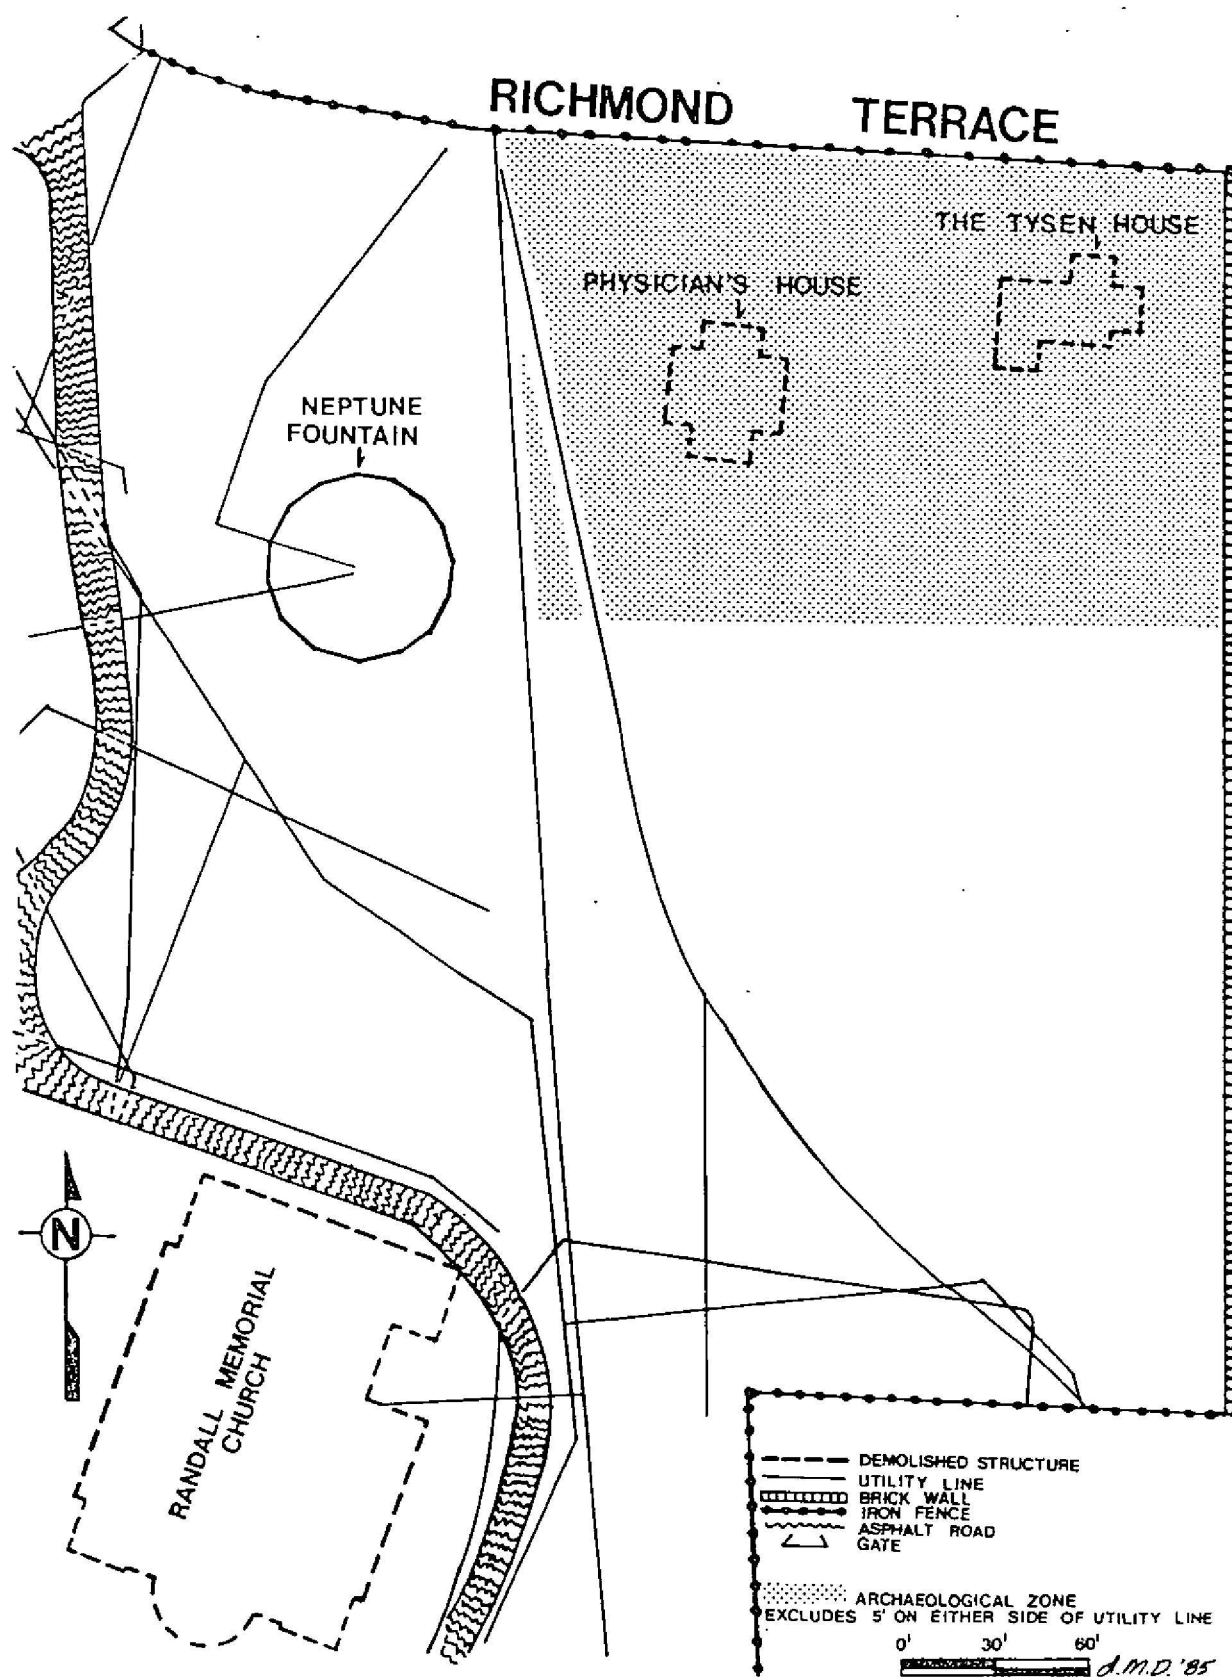 RICHMOND TERRACE
THE TYSEN HOUSE
PHYSICIAN'S HOUSE
NEPTUNE
FOUNTAIN
N
RANDALL MEMORIAL
CHURCH
DEMOLISHED STRUCTURE
UTILITY LINE
BRICK WALL
IRON FENCE
ASPHALT ROAD
GATE
ARCHAEOLOGICAL ZONE
EXCLUDES 5' ON EITHER SIDE OF UTILITY LINE
0' 30' 60'
J.M.D. '85